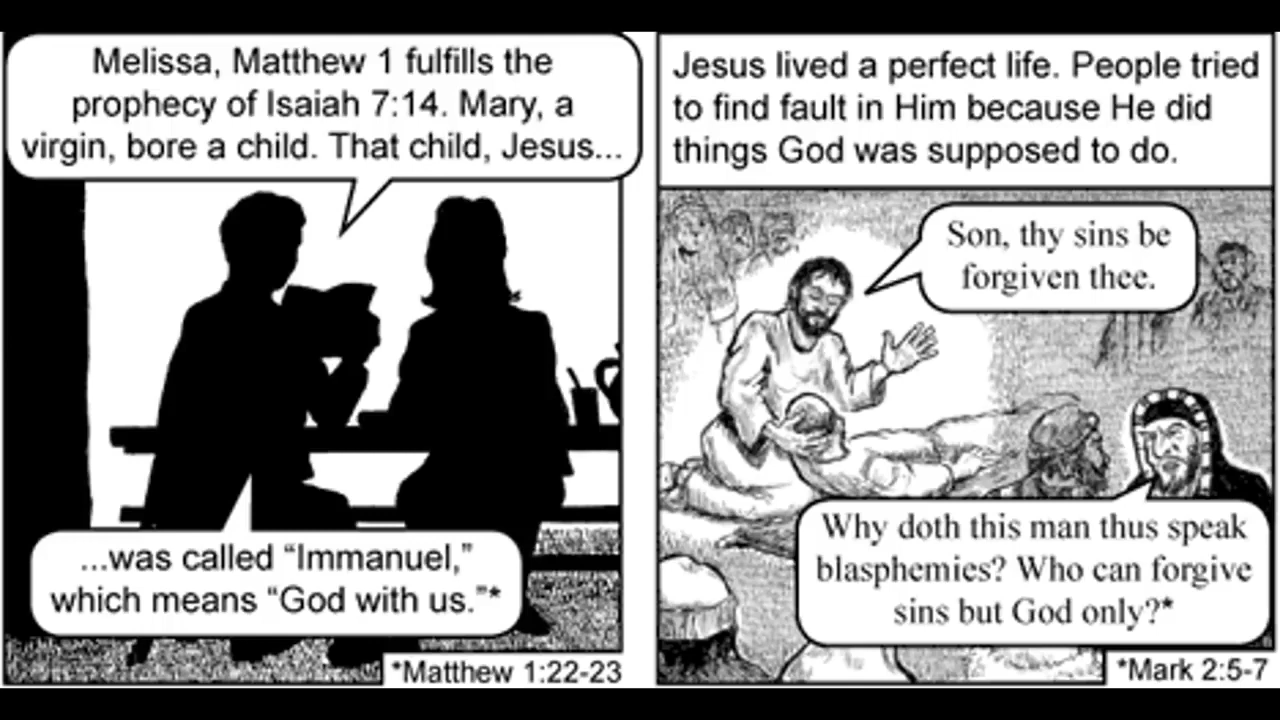 Melissa, Matthew 1 fulfills the
prophecy of Isaiah 7:14. Mary, a
virgin, bore a child. That child, Jesus...
...was called “Immanuel,”
which means “God with us.”*
*Matthew 1:22-23
Jesus lived a perfect life. People tried
to find fault in Him because He did
things God was supposed to do.
Son, thy sins be
forgiven thee.
Why doth this man thus speak
blasphemies? Who can forgive
sins but God only?*
*Mark 2:5-7